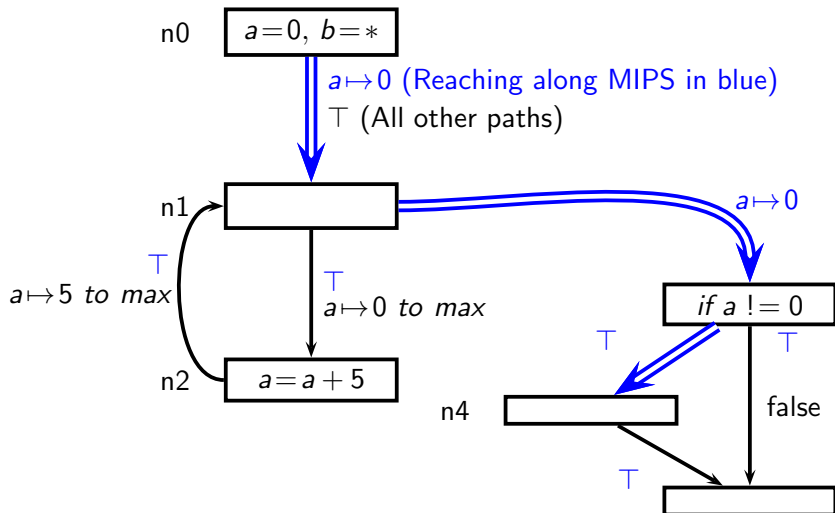 n0
a=0, b=∗
a↦0 (Reaching along MIPS in blue)
⊤ (All other paths)
n1
a↦0
⊤
a↦5 to max
⊤
a↦0 to max
if a != 0
⊤
⊤
n2
a=a+5
n4
false
⊤